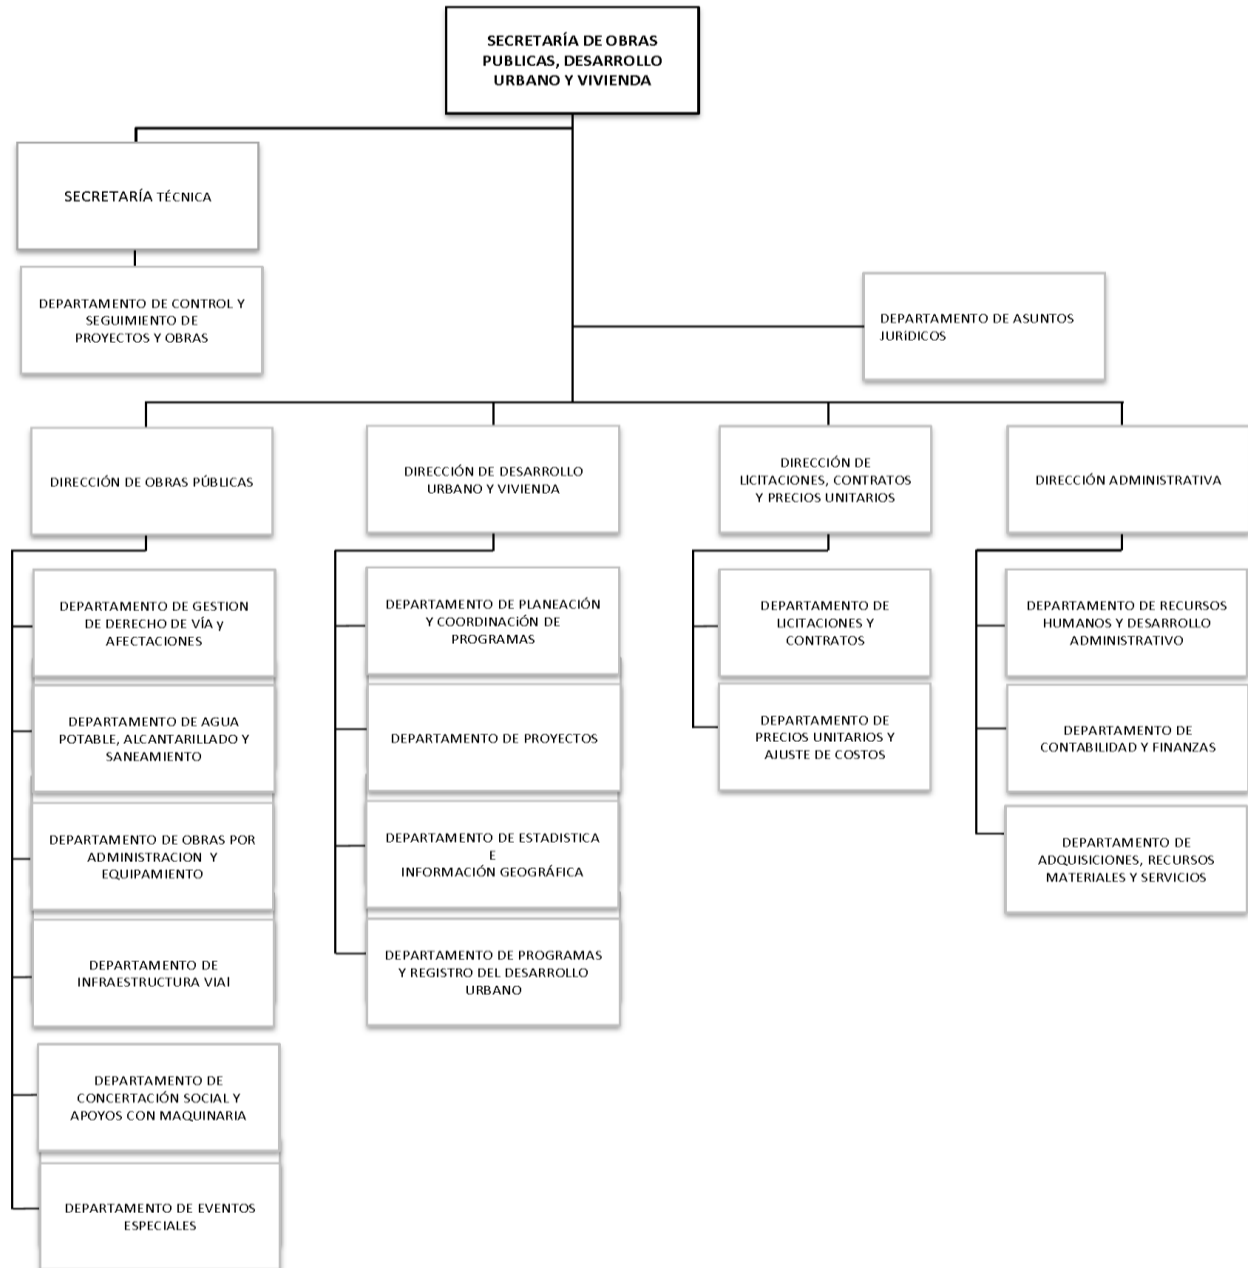 SECRETARÍA DE OBRAS
PUBLICAS, DESARROLLO
URBANO Y VIVIENDA
SECRETARÍA TÉCNICA
DEPARTAMENTO DE CONTROL Y
SEGUIMIENTO DE
PROYECTOS Y OBRAS
DEPARTAMENTO DE ASUNTOS
JURíDICOS
DIRECCIÓN DE OBRAS PÚBLICAS
DIRECCIÓN DE DESARROLLO
URBANO Y VIVIENDA
DIRECCIÓN DE
LICITACIONES, CONTRATOS
Y PRECIOS UNITARIOS
DIRECCIÓN ADMINISTRATIVA
DEPARTAMENTO DE GESTION
DE DERECHO DE VÍA y
AFECTACIONES
DEPARTAMENTO DE AGUA
POTABLE, ALCANTARILLADO Y
SANEAMIENTO
DEPARTAMENTO DE OBRAS POR
ADMINISTRACION Y
EQUIPAMIENTO
DEPARTAMENTO DE
INFRAESTRUCTURA VIAl
DEPARTAMENTO DE
CONCERTACIÓN SOCIAL Y
APOYOS CON MAQUINARIA
DEPARTAMENTO DE EVENTOS
ESPECIALES
DEPARTAMENTO DE PLANEACIÓN
Y COORDINACiÓN DE
PROGRAMAS
DEPARTAMENTO DE PROYECTOS
DEPARTAMENTO DE ESTADISTICA
E
INFORMACIÓN GEOGRÁFICA
DEPARTAMENTO DE PROGRAMAS
Y REGISTRO DEL DESARROLLO
URBANO
DEPARTAMENTO DE
LICITACIONES Y
CONTRATOS
DEPARTAMENTO DE
PRECIOS UNITARIOS Y
AJUSTE DE COSTOS
DEPARTAMENTO DE RECURSOS
HUMANOS Y DESARROLLO
ADMINISTRATIVO
DEPARTAMENTO DE
CONTABILIDAD Y FINANZAS
DEPARTAMENTO DE
ADQUISICIONES, RECURSOS
MATERIALES Y SERVICIOS